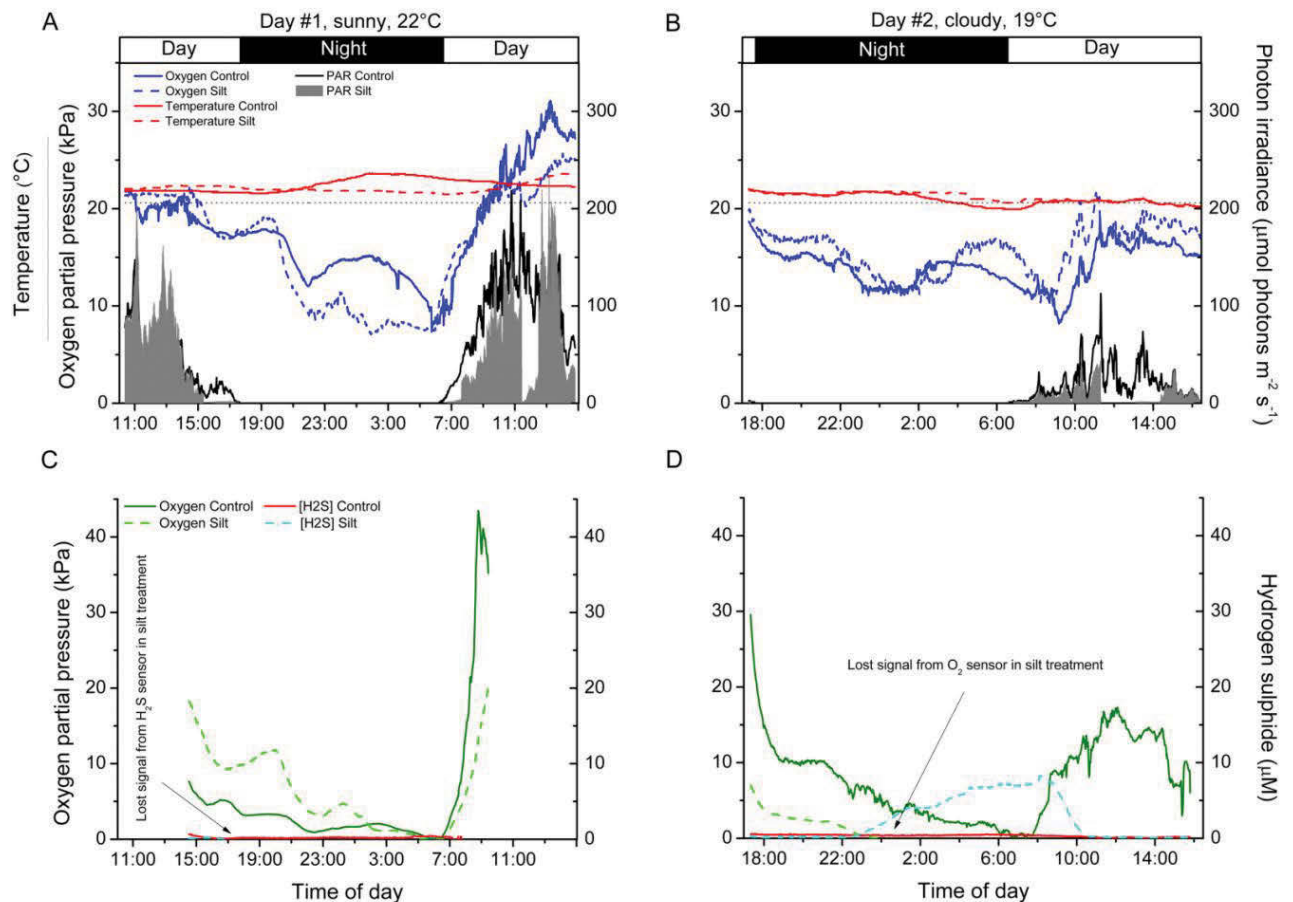 A
Day #1, sunny, 22°C
Day
Night
Day
Oxygen Control
Oxygen Silt
Temperature Control
Temperature Silt
PAR Control
PAR Silt
Temperature (°C)
Oxygen partial pressure (kPa)
30
20
10
0
300
200
100
0
11:00 15:00 19:00 23:00 3:00 7:00 11:00
B
Day #2, cloudy, 19°C
Night
Day
30
20
10
0
300
200
100
0
Photon irradiance (μmol photons m⁻² s⁻¹)
18:00 22:00 2:00 6:00 10:00 14:00
C
Oxygen Control
Oxygen Silt
[H2S] Control
[H2S] Silt
Oxygen partial pressure (kPa)
40
30
20
10
0
40
30
20
10
0
Lost signal from H₂S sensor in silt treatment
11:00 15:00 19:00 23:00 3:00 7:00 11:00
Time of day
D
40
30
20
10
0
40
30
20
10
0
Lost signal from O₂ sensor in silt treatment
Hydrogen sulphide (μM)
18:00 22:00 2:00 6:00 10:00 14:00
Time of day